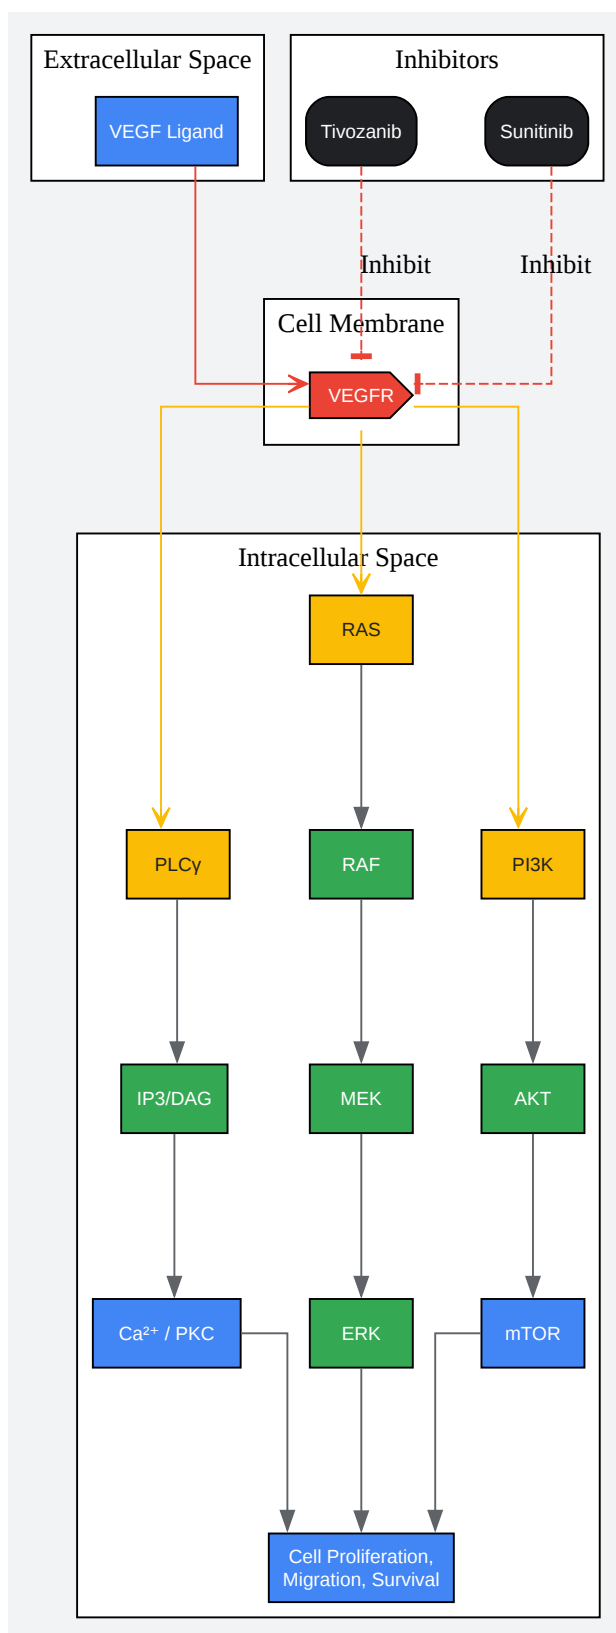 Extracellular Space
Inhibitors
VEGF Ligand
Tivozanib
Sunitinib
Inhibit
Inhibit
Cell Membrane
VEGFR
Intracellular Space
RAS
PLCγ
RAF
PI3K
IP3/DAG
MEK
AKT
Ca²⁺ / PKC
ERK
mTOR
Cell Proliferation,
Migration, Survival